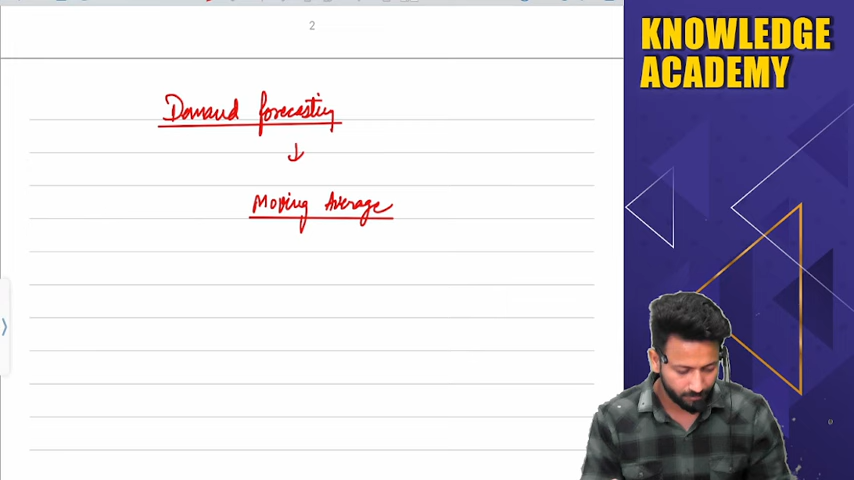 2
KNOWLEDGE
ACADEMY
Demand forecasting
↓
Moving Average